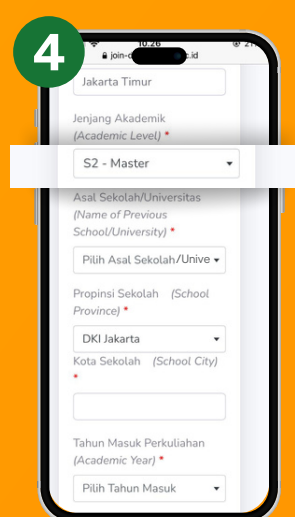 4
10.26
join-
.id
Jakarta Timur
Jenjang Akademik
(Academic Level) *
S2 - Master
Asal Sekolah/Universitas
(Name of Previous
School/University) *
Pilih Asal Sekolah/Unive
Propinsi Sekolah (School
Province) *
DKI Jakarta
Kota Sekolah (School City)
*
Tahun Masuk Perkuliahan
(Academic Year) *
Pilih Tahun Masuk